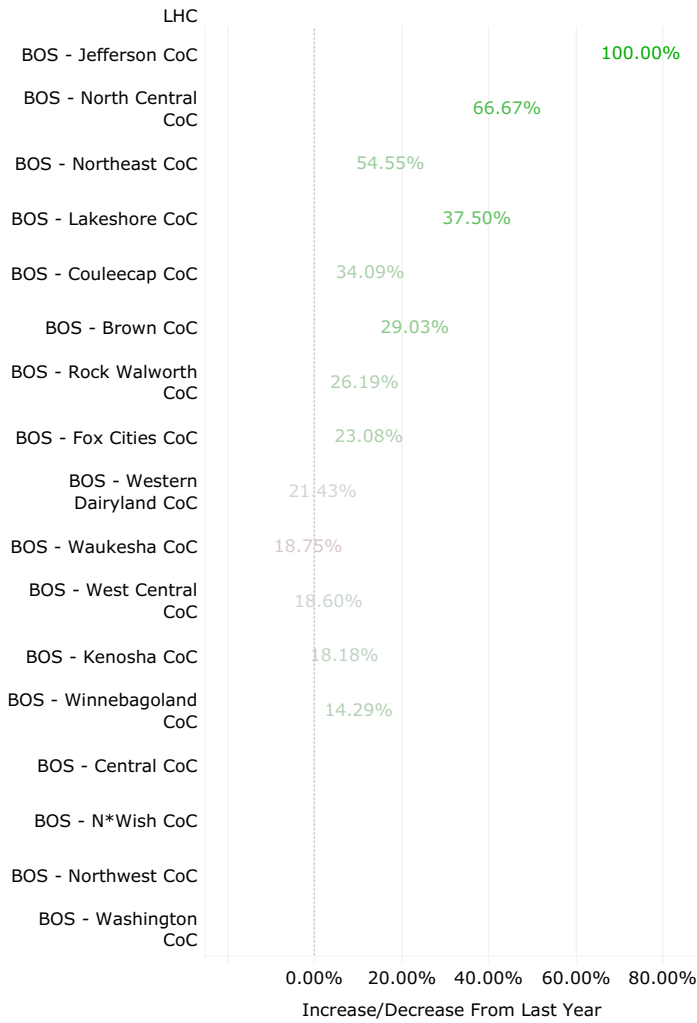 LHC
BOS - Jefferson CoC
100.00%
BOS - North Central
CoC
66.67%
BOS - Northeast CoC
54.55%
BOS - Lakeshore CoC
37.50%
BOS - Couleecap CoC
34.09%
BOS - Brown CoC
29.03%
BOS - Rock Walworth
CoC
26.19%
BOS - Fox Cities CoC
23.08%
BOS - Western
Dairyland CoC
21.43%
BOS - Waukesha CoC
18.75%
BOS - West Central
CoC
18.60%
BOS - Kenosha CoC
18.18%
BOS - Winnebagoland
CoC
14.29%
BOS - Central CoC
BOS - N*Wish CoC
BOS - Northwest CoC
BOS - Washington
CoC
0.00% 20.00% 40.00% 60.00% 80.00%
Increase/Decrease From Last Year